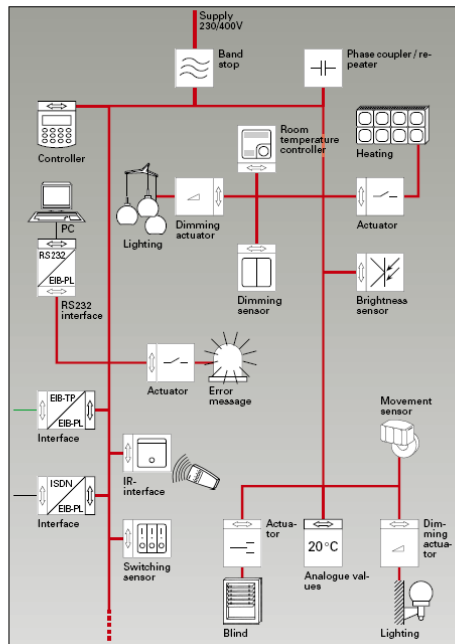 Supply
230/400V
Band
stop
Phase coupler / re-
peater
Controller
Room
temperature
controller
Heating
Lighting
Dimming
actuator
Actuator
PC
RS232
EIB-PL
RS232
interface
Dimming
sensor
Brightness
sensor
Actuator
Error
message
EIB-TP
EIB-PL
Interface
Movement
sensor
IR-
interface
ISDN
EIB-PL
Interface
Switching
sensor
Actua-
tor
20°C
Analogue val-
ues
Dim-
ming
actua-
tor
Blind
Lighting